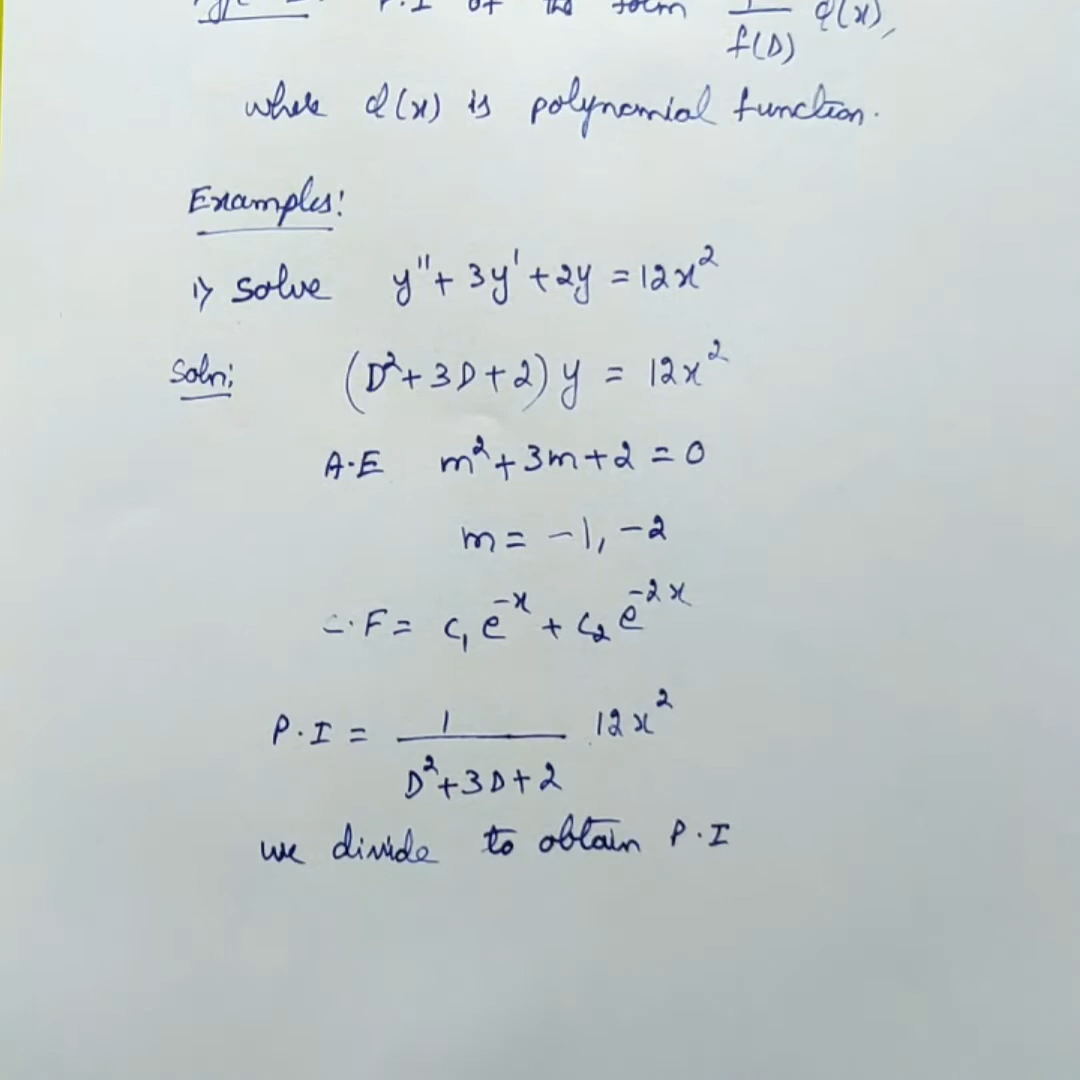 P.I of the form 1/f(D) Q(x),
where Q(x) is polynomial function.
Examples:
1> Solve y'' + 3y' + 2y = 12x²
Soln: (D² + 3D + 2) y = 12x²
A.E m² + 3m + 2 = 0
m = -1, -2
C.F = c₁e^(-x) + c₂e^(-2x)
P.I = 1/(D² + 3D + 2) 12x²
we divide to obtain P.I